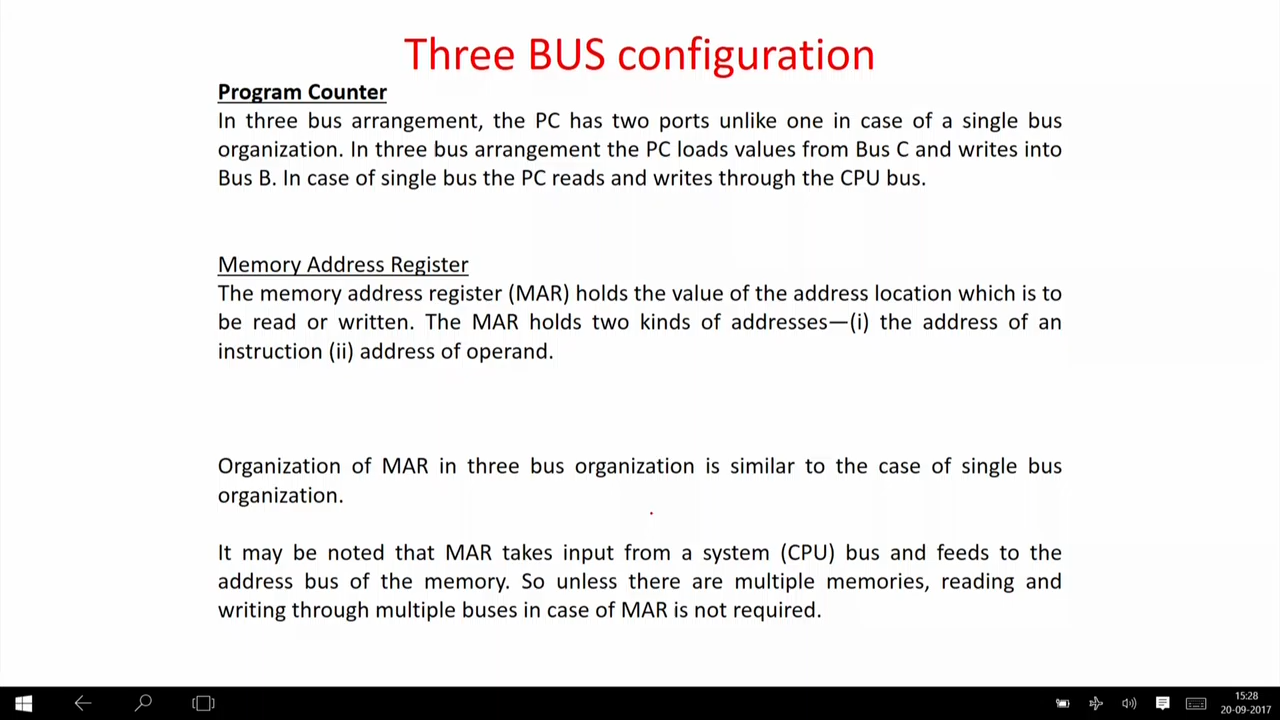 Three BUS configuration
Program Counter
In three bus arrangement, the PC has two ports unlike one in case of a single bus
organization. In three bus arrangement the PC loads values from Bus C and writes into
Bus B. In case of single bus the PC reads and writes through the CPU bus.
Memory Address Register
The memory address register (MAR) holds the value of the address location which is to
be read or written. The MAR holds two kinds of addresses—(i) the address of an
instruction (ii) address of operand.
Organization of MAR in three bus organization is similar to the case of single bus
organization.
It may be noted that MAR takes input from a system (CPU) bus and feeds to the
address bus of the memory. So unless there are multiple memories, reading and
writing through multiple buses in case of MAR is not required.
15:28
20-09-2017